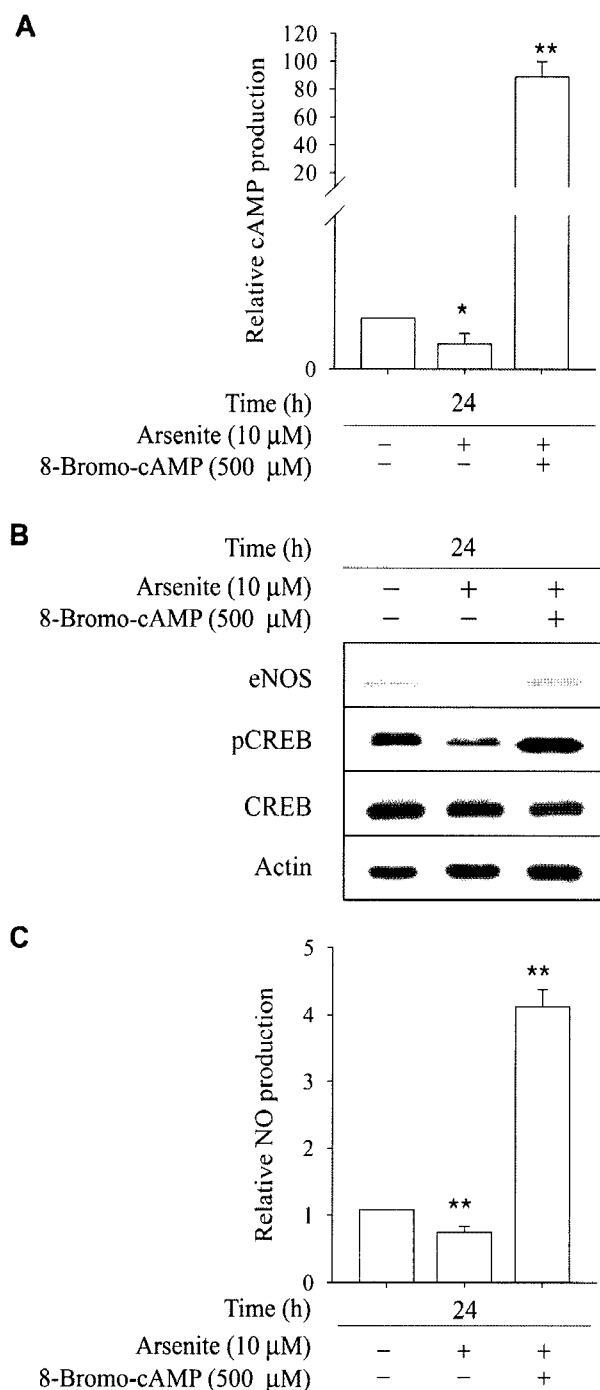 A
Relative cAMP production
120
100
80
60
40
20
0
**
*
Time (h) 24
Arsenite (10 μM) − + +
8-Bromo-cAMP (500 μM) − − +
B
Time (h) 24
Arsenite (10 μM) − + +
8-Bromo-cAMP (500 μM) − − +
eNOS
pCREB
CREB
Actin
C
Relative NO production
5
4
3
2
1
0
**
**
Time (h) 24
Arsenite (10 μM) − + +
8-Bromo-cAMP (500 μM) − − +